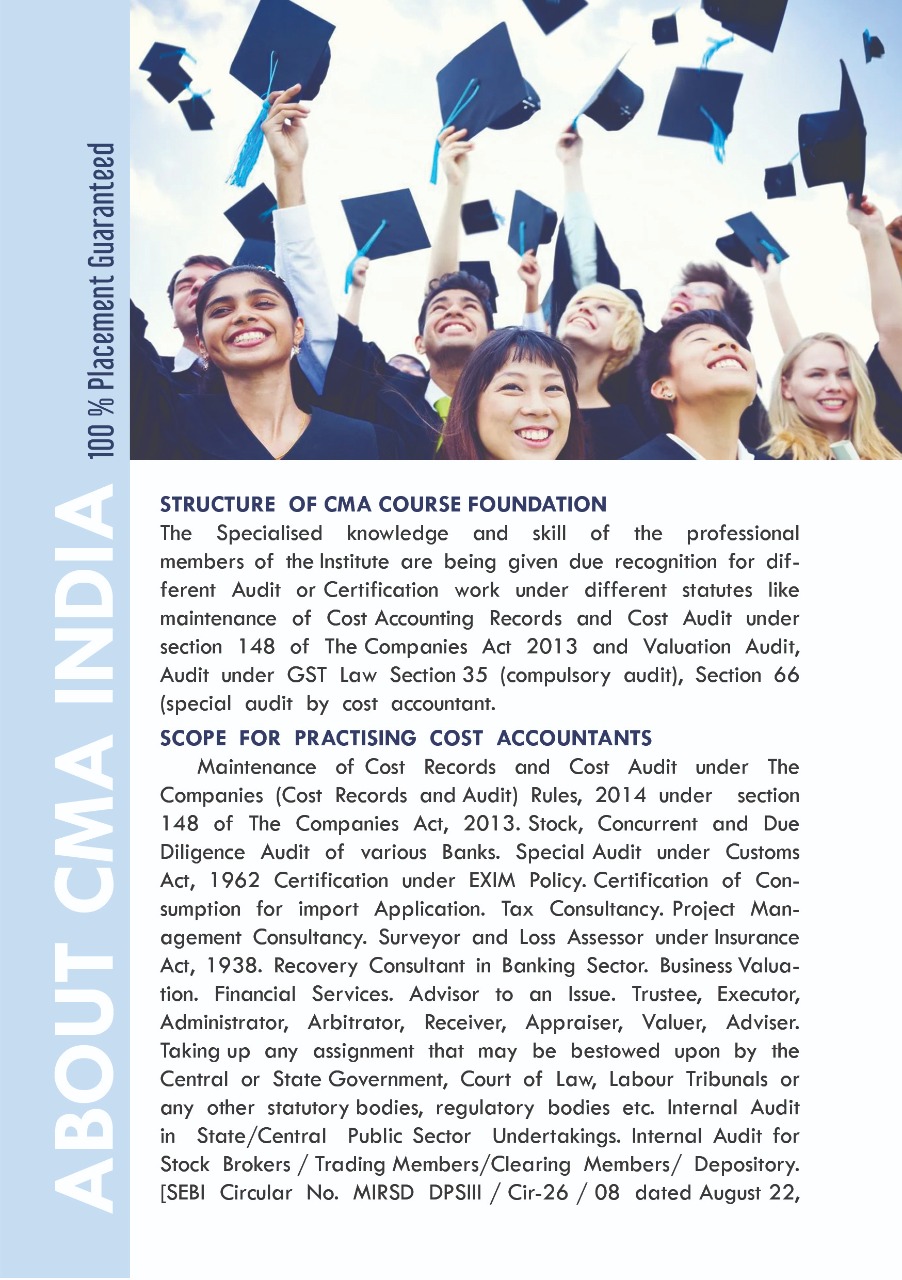 100 % Placement Guaranteed
ABOUT CMA INDIA
STRUCTURE OF CMA COURSE FOUNDATION
The Specialised knowledge and skill of the professional
members of the Institute are being given due recognition for dif-
ferent Audit or Certification work under different statutes like
maintenance of Cost Accounting Records and Cost Audit under
section 148 of The Companies Act 2013 and Valuation Audit,
Audit under GST Law Section 35 (compulsory audit), Section 66
(special audit by cost accountant.
SCOPE FOR PRACTISING COST ACCOUNTANTS
Maintenance of Cost Records and Cost Audit under The
Companies (Cost Records and Audit) Rules, 2014 under section
148 of The Companies Act, 2013. Stock, Concurrent and Due
Diligence Audit of various Banks. Special Audit under Customs
Act, 1962 Certification under EXIM Policy. Certification of Con-
sumption for import Application. Tax Consultancy. Project Man-
agement Consultancy. Surveyor and Loss Assessor under Insurance
Act, 1938. Recovery Consultant in Banking Sector. Business Valua-
tion. Financial Services. Advisor to an Issue. Trustee, Executor,
Administrator, Arbitrator, Receiver, Appraiser, Valuer, Adviser.
Taking up any assignment that may be bestowed upon by the
Central or State Government, Court of Law, Labour Tribunals or
any other statutory bodies, regulatory bodies etc. Internal Audit
in State/Central Public Sector Undertakings. Internal Audit for
Stock Brokers / Trading Members/Clearing Members/ Depository.
[SEBI Circular No. MIRSD DPSIII / Cir-26 / 08 dated August 22,